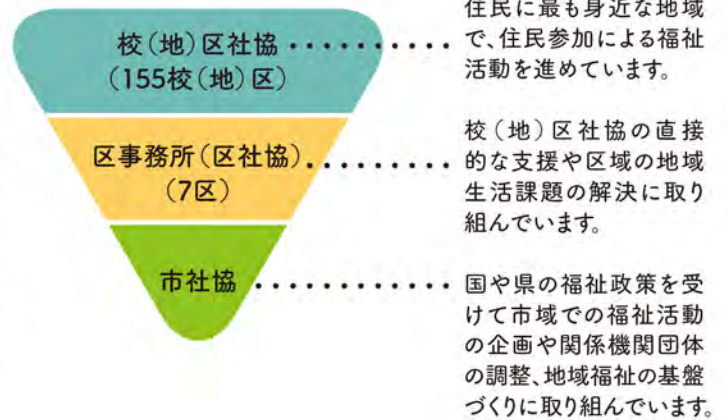 校（地）区社協
（155校（地）区）
住民に最も身近な地域
で、住民参加による福祉
活動を進めています。
区事務所（区社協）
（7区）
校（地）区社協の直接
的な支援や区域の地域
生活課題の解決に取り
組んでいます。
市社協
国や県の福祉政策を受
けて市域での福祉活動
の企画や関係機関団体
の調整、地域福祉の基盤
づくりに取り組んでいます。